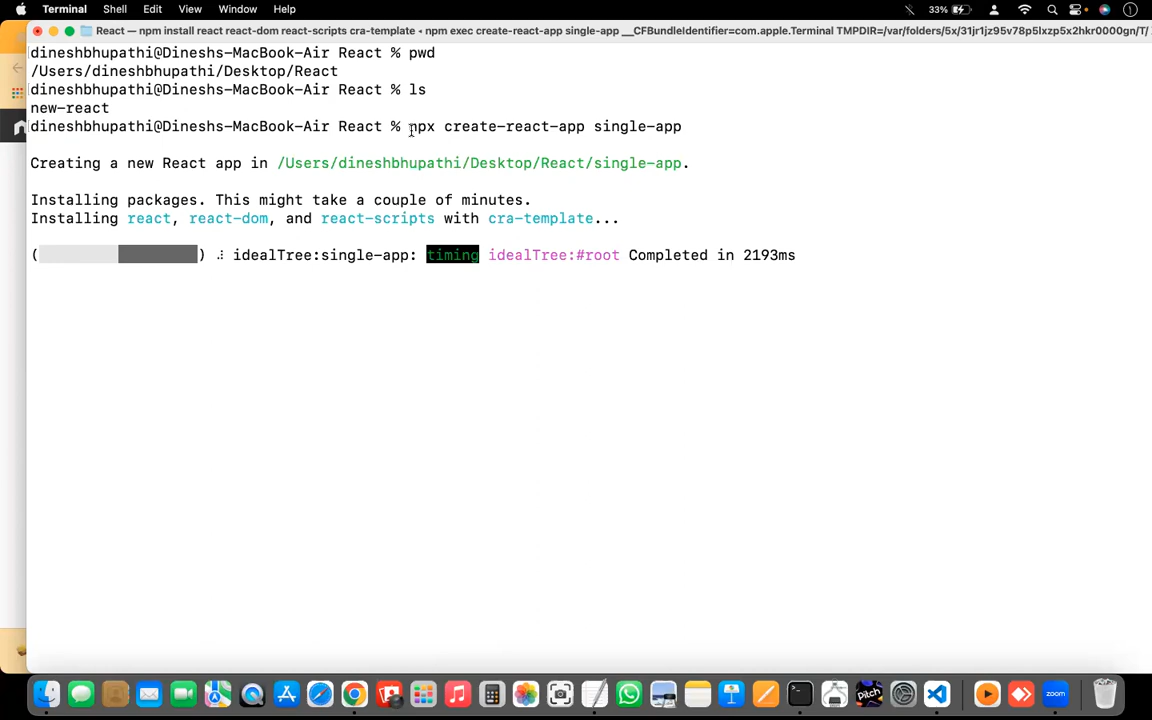 Terminal Shell Edit View Window Help 33%
React — npm install react react-dom react-scripts cra-template ◂ npm exec create-react-app single-app __CFBundleIdentifier=com.apple.Terminal TMPDIR=/var/folders/5x/31jr1jz95v78p5lxzp5x2hkr0000gn/T/
dineshbhupathi@Dineshs-MacBook-Air React % pwd
/Users/dineshbhupathi/Desktop/React
dineshbhupathi@Dineshs-MacBook-Air React % ls
new-react
dineshbhupathi@Dineshs-MacBook-Air React % npx create-react-app single-app
Creating a new React app in /Users/dineshbhupathi/Desktop/React/single-app.
Installing packages. This might take a couple of minutes.
Installing react, react-dom, and react-scripts with cra-template...
( ) ⠼ idealTree:single-app: timing idealTree:#root Completed in 2193ms
Pitch zoom